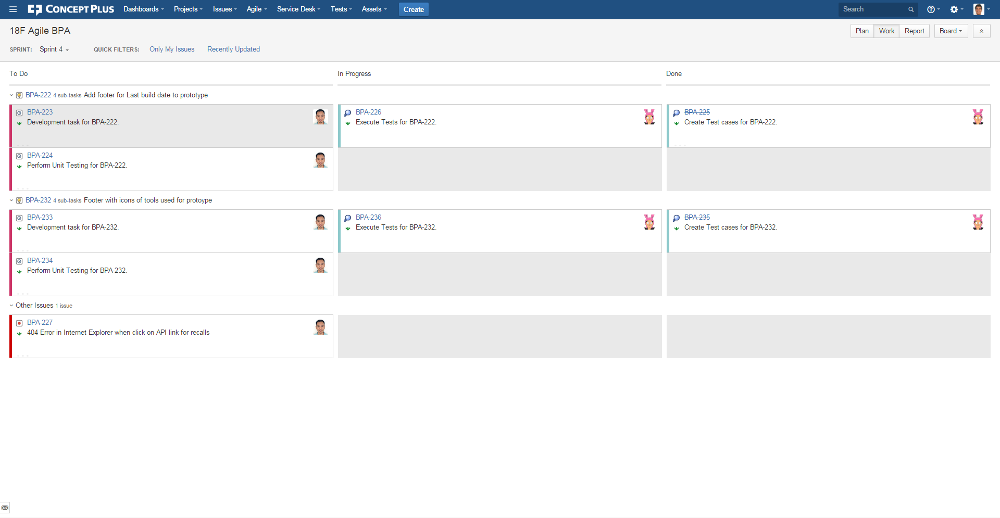 CONCEPT PLUS Dashboards Projects Issues Agile Service Desk Tests Assets Create Search
18F Agile BPA Plan Work Report Board
SPRINT: Sprint 4 QUICK FILTERS: Only My Issues Recently Updated
To Do In Progress Done
BPA-222 4 sub-tasks Add footer for Last build date to prototype
BPA-223
Development task for BPA-222.
BPA-226
Execute Tests for BPA-222.
BPA-225
Create Test cases for BPA-222.
BPA-224
Perform Unit Testing for BPA-222.
BPA-232 4 sub-tasks Footer with icons of tools used for protoype
BPA-233
Development task for BPA-232.
BPA-236
Execute Tests for BPA-232.
BPA-235
Create Test cases for BPA-232.
BPA-234
Perform Unit Testing for BPA-232.
Other Issues 1 issue
BPA-227
404 Error in Internet Explorer when click on API link for recalls